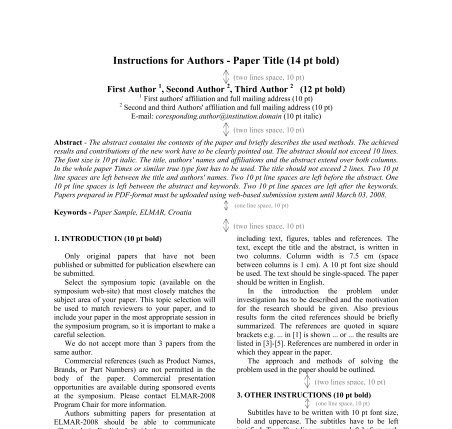 Instructions for Authors - Paper Title (14 pt bold)
(two lines space, 10 pt)
First Author 1, Second Author 2, Third Author 2 (12 pt bold)
1 First authors' affiliation and full mailing address (10 pt)
2 Second and third Authors' affiliation and full mailing address (10 pt)
E-mail: coresponding.author@institution.domain (10 pt italic)
(two lines space, 10 pt)
Abstract - The abstract contains the contents of the paper and briefly describes the used methods. The achieved
results and contributions of the new work have to be clearly pointed out. The abstract should not exceed 10 lines.
The font size is 10 pt italic. The title, authors' names and affiliations and the abstract extend over both columns.
In the whole paper Times or similar true type font has to be used. The title should not exceed 2 lines. Two 10 pt
line spaces are left between the title and authors' names. Two 10 pt line spaces are left before the abstract. One
10 pt line spaces is left between the abstract and keywords. Two 10 pt line spaces are left after the keywords.
Papers prepared in PDF-format must be uploaded using web-based submission system until March 03, 2008.
(one line space, 10 pt)
Keywords - Paper Sample, ELMAR, Croatia
(two lines space, 10 pt)
1. INTRODUCTION (10 pt bold)
Only original papers that have not been
published or submitted for publication elsewhere can
be submitted.
Select the symposium topic (available on the
symposium web-site) that most closely matches the
subject area of your paper. This topic selection will
be used to match reviewers to your paper, and to
include your paper in the most appropriate session in
the symposium program, so it is important to make a
careful selection.
We do not accept more than 3 papers from the
same author.
Commercial references (such as Product Names,
Brands, or Part Numbers) are not permitted in the
body of the paper. Commercial presentation
opportunities are available during sponsored events
at the symposium. Please contact ELMAR-2008
Program Chair for more information.
Authors submitting papers for presentation at
ELMAR-2008 should be able to communicate
including text, figures, tables and references. The
text, except the title and the abstract, is written in
two columns. Column width is 7.5 cm (space
between columns is 1 cm). A 10 pt font size should
be used. The text should be single-spaced. The paper
should be written in English.
In the introduction the problem under
investigation has to be described and the motivation
for the research should be given. Also previous
results form the cited references should be briefly
summarized. The references are quoted in square
brackets e.g. ... in [1] is shown ... or ... the results are
listed in [3]-[5]. References are numbered in order in
which they appear in the paper.
The approach and methods of solving the
problem used in the paper should be outlined.
(two lines space, 10 pt)
3. OTHER INSTRUCTIONS (10 pt bold)
(one line space, 10 pt)
Subtitles have to be written with 10 pt font size,
bold and uppercase. The subtitles have to be left